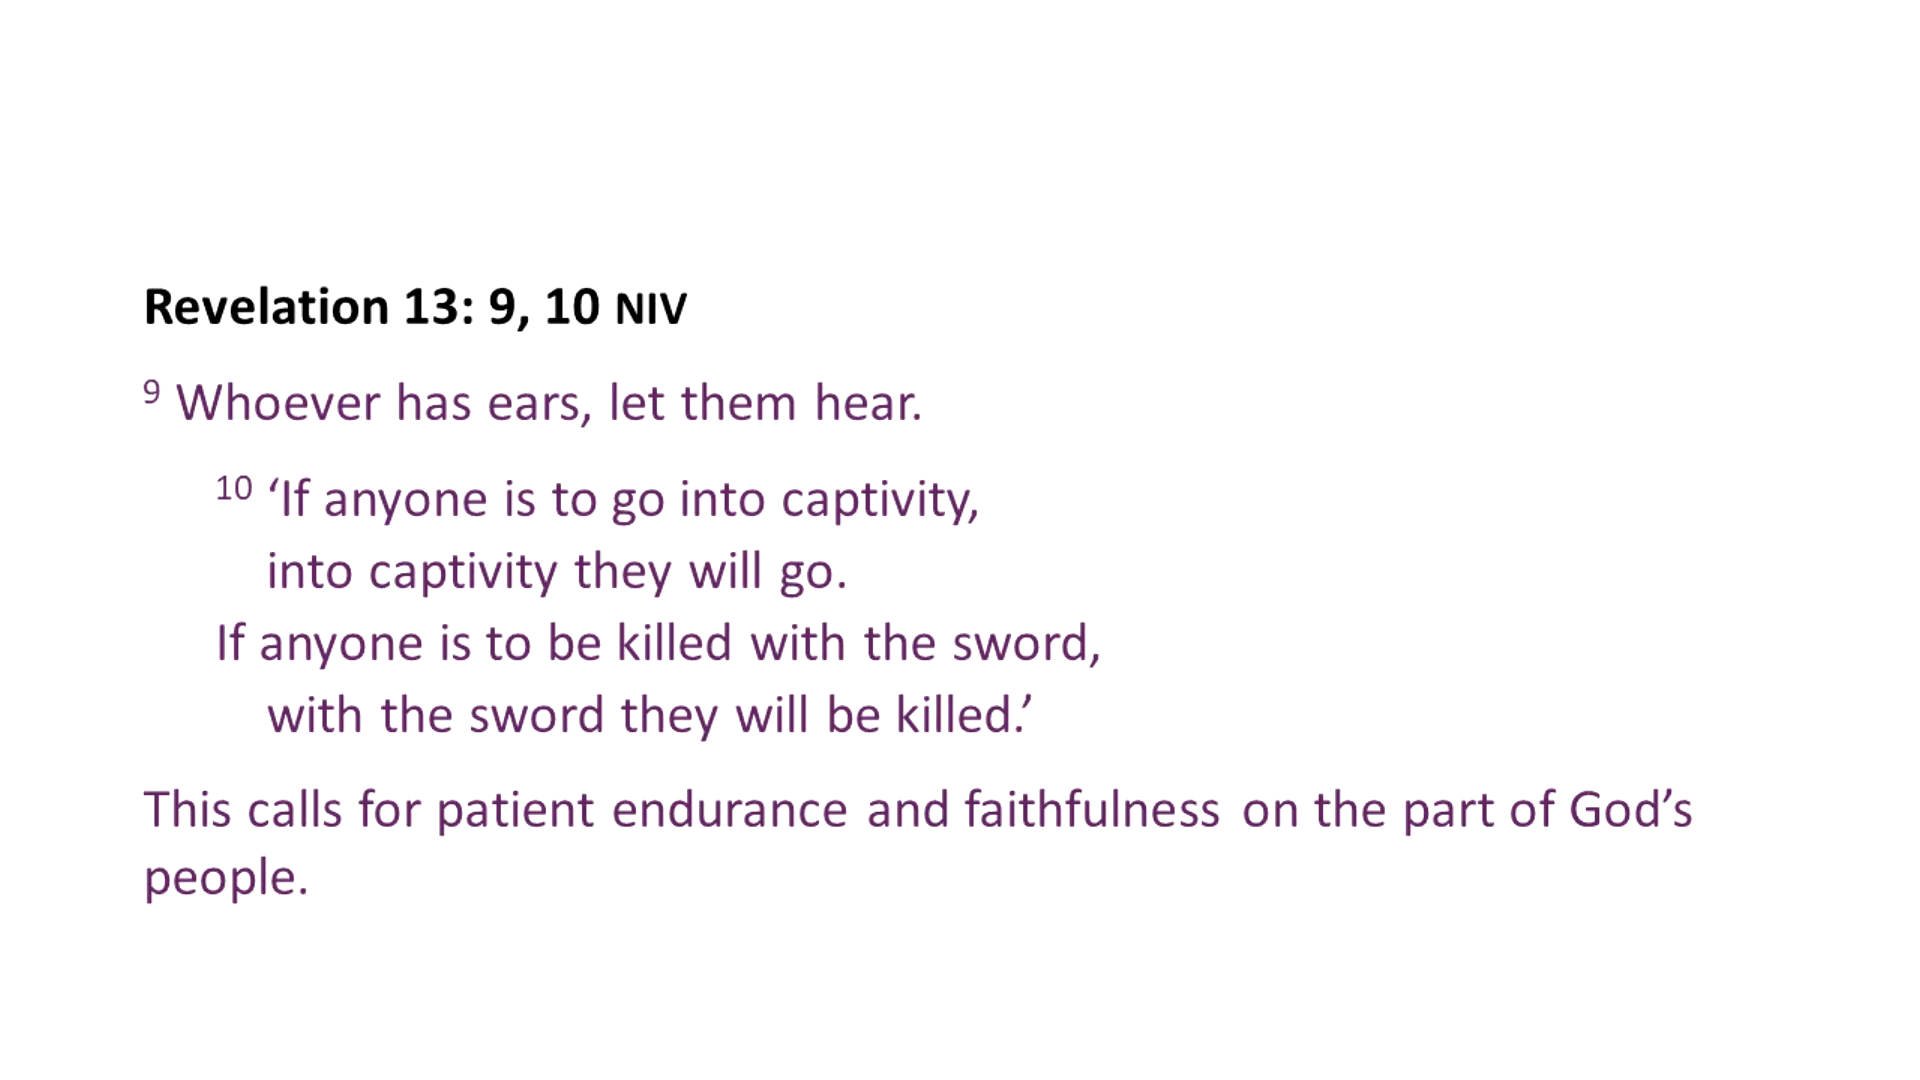 Revelation 13: 9, 10 NIV
9 Whoever has ears, let them hear.
10 ‘If anyone is to go into captivity,
into captivity they will go.
If anyone is to be killed with the sword,
with the sword they will be killed.’
This calls for patient endurance and faithfulness on the part of God’s
people.